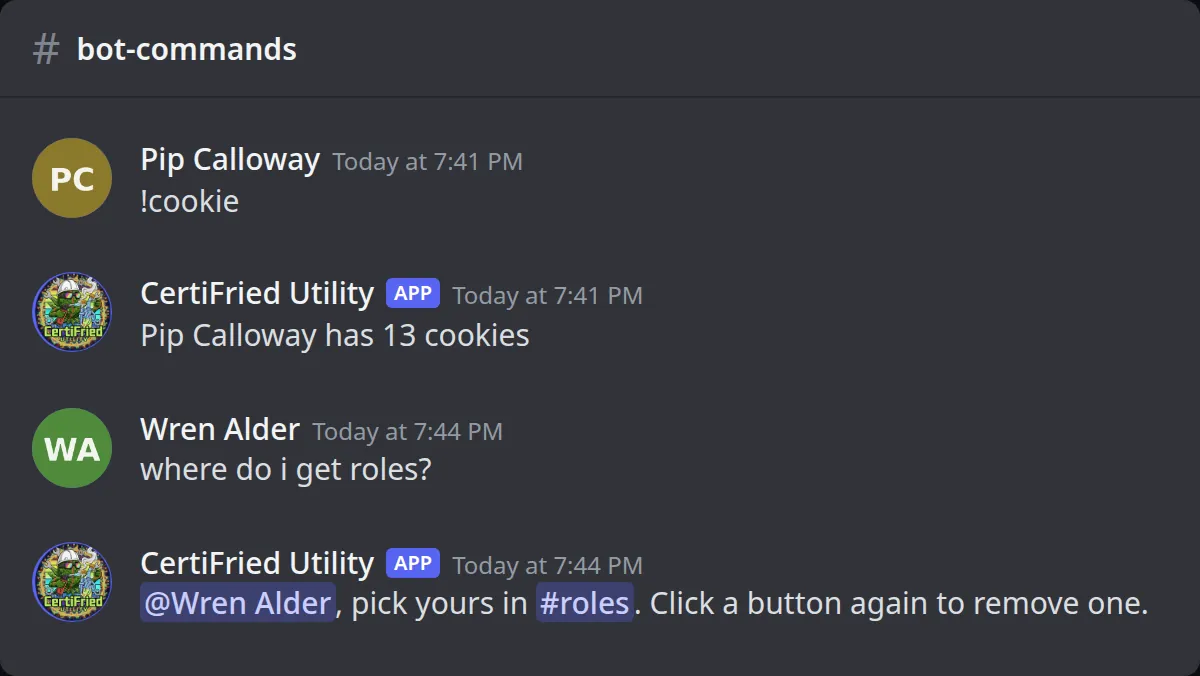 # bot-commands
PC
Pip Calloway Today at 7:41 PM
!cookie
CertiFried Utility APP Today at 7:41 PM
CertiFried
Pip Calloway has 13 cookies
Wren Alder Today at 7:44 PM
WA
where do i get roles?
CertiFried Utility APP Today at 7:44 PM
CertiFried
@Wren Alder, pick yours in #roles. Click a button again to remove one.